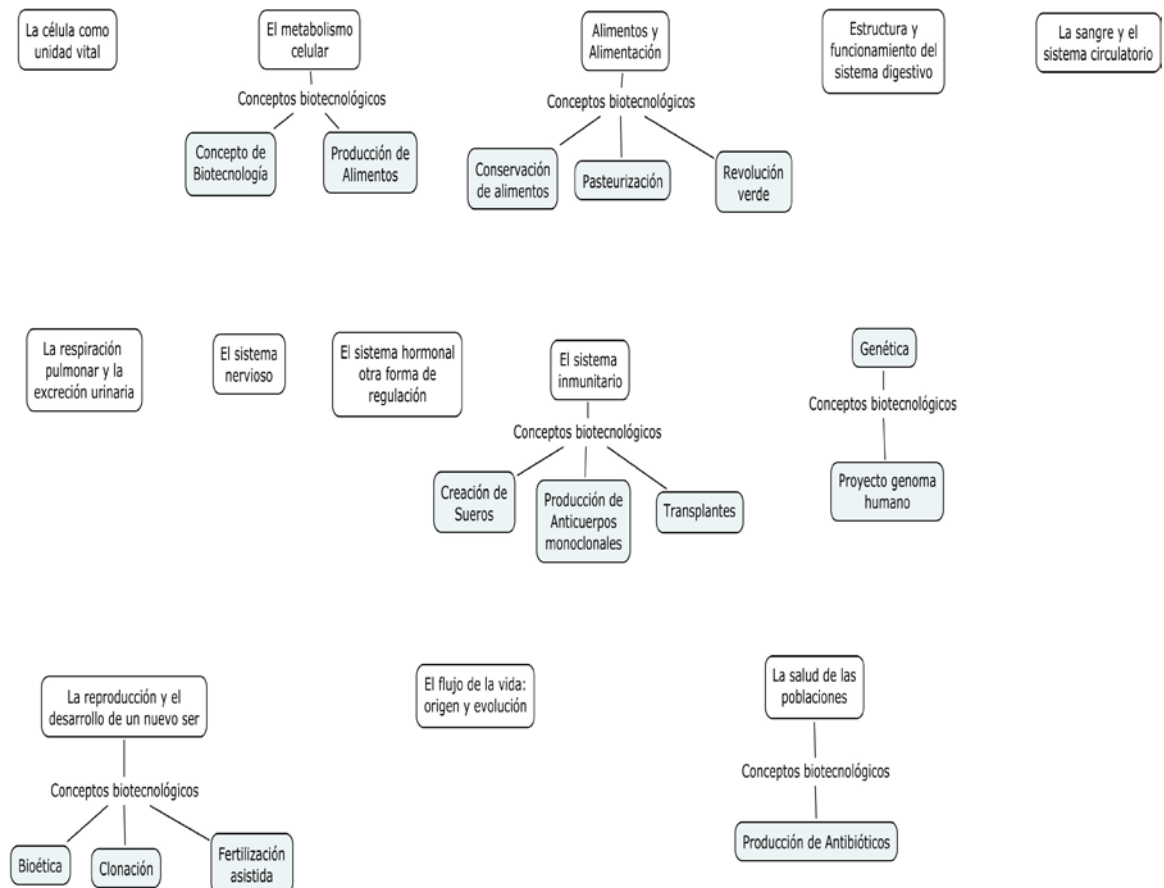 La célula como
unidad vital
El metabolismo
celular
Conceptos biotecnológicos
Concepto de
Biotecnología
Producción de
Alimentos
Alimentos y
Alimentación
Conceptos biotecnológicos
Conservación
de alimentos
Pasteurización
Revolución
verde
Estructura y
funcionamiento del
sistema digestivo
La sangre y el
sistema circulatorio
La respiración
pulmonar y la
excreción urinaria
El sistema
nervioso
El sistema hormonal
otra forma de
regulación
El sistema
inmunitario
Conceptos biotecnológicos
Creación de
Sueros
Producción de
Anticuerpos
monoclonales
Transplantes
Genética
Conceptos biotecnológicos
Proyecto genoma
humano
La reproducción y el
desarrollo de un nuevo ser
Conceptos biotecnológicos
Bioética
Clonación
Fertilización
asistida
El flujo de la vida:
origen y evolución
La salud de las
poblaciones
Conceptos biotecnológicos
Producción de Antibióticos